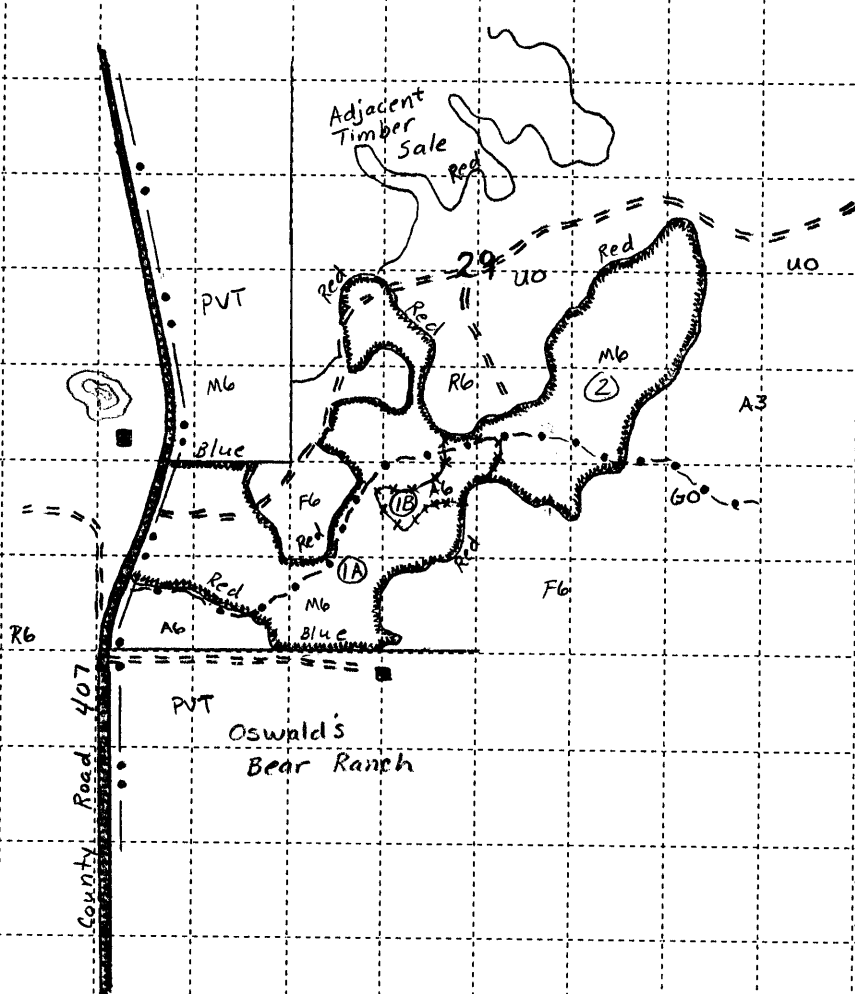 Adjacent
Timber
Sale
Red
29
UO
Red
UO
Red
PVT
Red
M6
R6
M6
2
A3
Blue
F6
1B
A6
GO
Red
Red
1A
F6
Red
M6
A6
Blue
R6
PVT
Oswald's
Bear Ranch
County Road 407